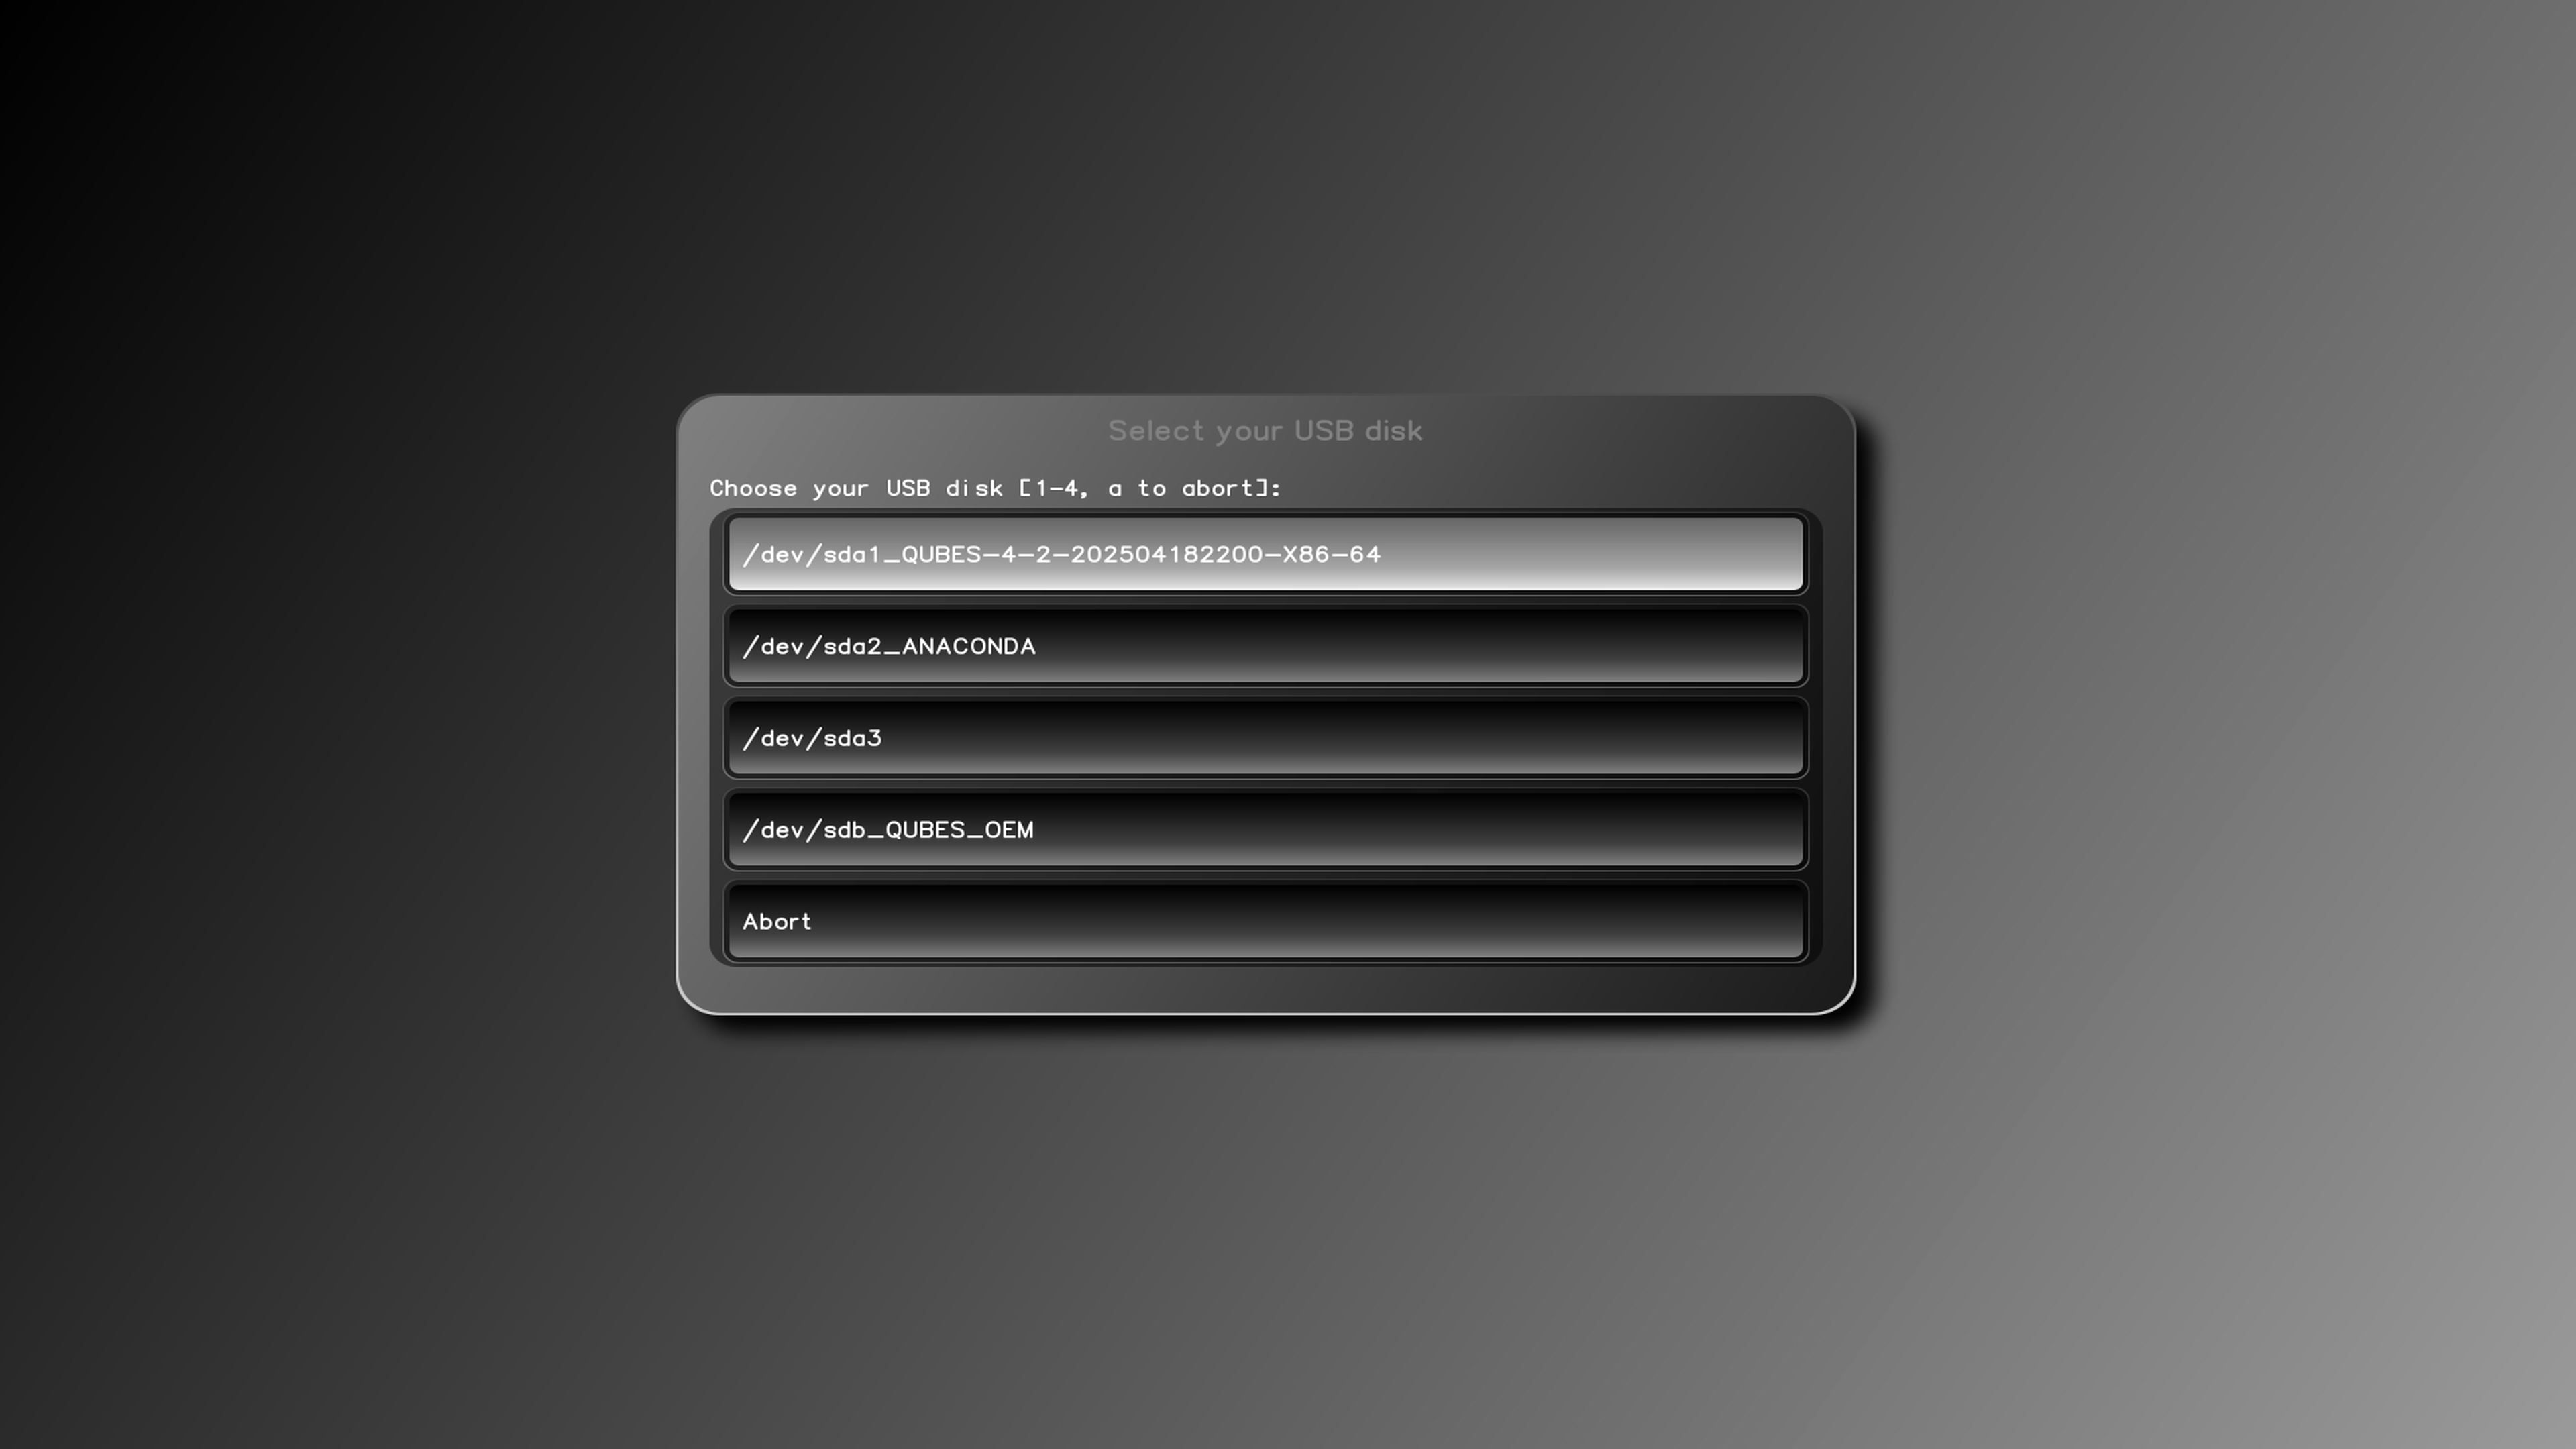 Select your USB disk
Choose your USB disk [1-4, a to abort]:
/dev/sda1_QUBES-4-2-202504182200-X86-64
/dev/sda2_ANACONDA
/dev/sda3
/dev/sdb_QUBES_OEM
Abort